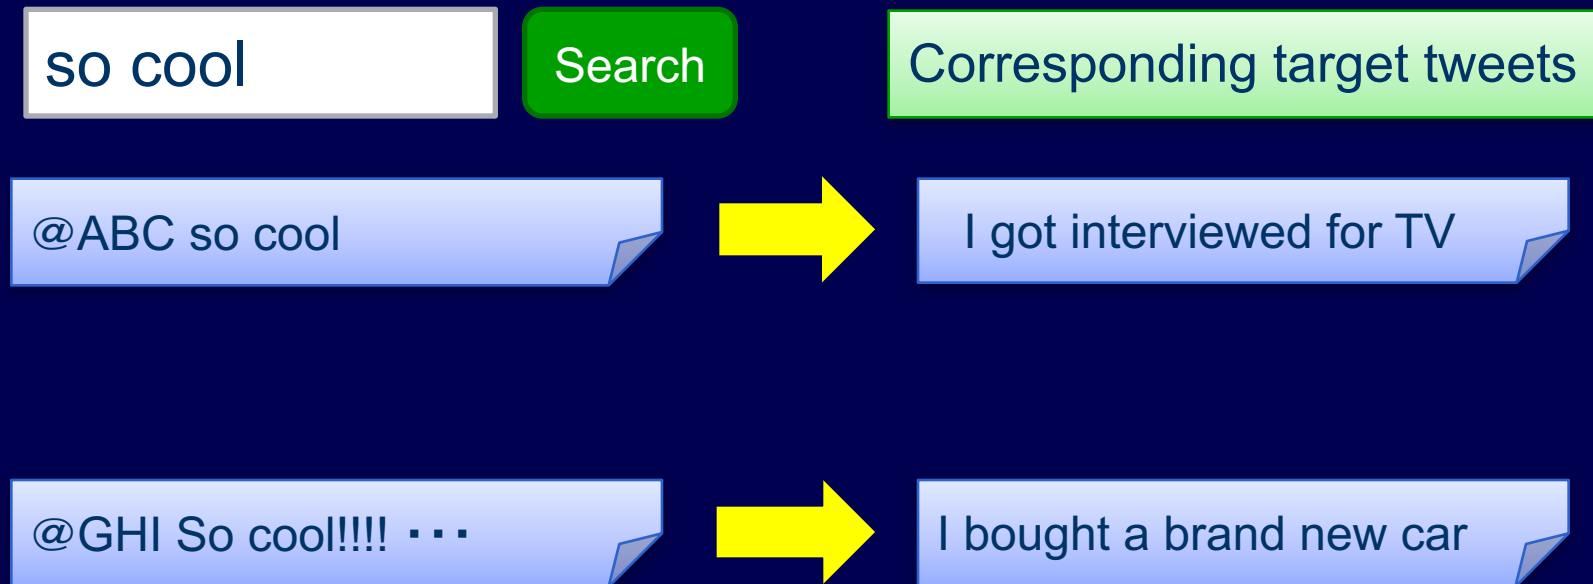 so cool
Search
Corresponding target tweets
@ABC so cool
I got interviewed for TV
@GHI So cool!!!! ･･･
I bought a brand new car